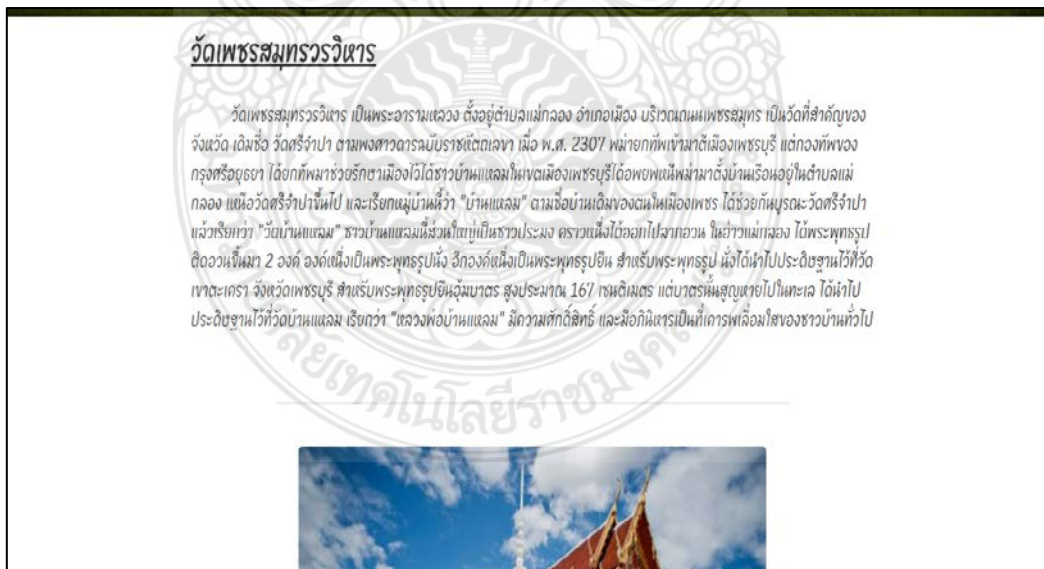 วัดเพชรสมุทรวรวิหาร
วัดเพชรสมุทรวรวิหาร เป็นพระอารามหลวง ตั้งอยู่ตำบลแม่กลอง อำเภอเมือง บริเวณถนนเพชรสมุทร เป็นวัดที่สำคัญของ
จังหวัด เดิมชื่อ วัดศรีจำปา ตามพงศาวดารฉบับราชหัตถเลขา เมื่อ พ.ศ. 2307 พม่ายกทัพเข้ามาตีเมืองเพชรบุรี แต่กองทัพของ
กรุงศรีอยุธยา ได้ยกทัพมาช่วยรักษาเมืองไว้ได้ชาวบ้านแหลมในเขตเมืองเพชรบุรีได้อพยพหนีพม่ามาตั้งบ้านเรือนอยู่ในตำบลแม่
กลอง เหนือวัดศรีจำปาขึ้นไป และเรียกหมู่บ้านนี้ว่า "บ้านแหลม" ตามชื่อบ้านเดิมของตนในเมืองเพชร ได้ช่วยกันบูรณะวัดศรีจำปา
แล้วเรียกว่า "วัดบ้านแหลม" ชาวบ้านแหลมนี้ส่วนใหญ่เป็นชาวประมง คราวหนึ่งได้ออกไปลากอวน ในอ่าวแม่กลอง ได้พระพุทธรูป
ติดอวนขึ้นมา 2 องค์ องค์หนึ่งเป็นพระพุทธรูปนั่ง อีกองค์หนึ่งเป็นพระพุทธรูปยืน สำหรับพระพุทธรูป นั่งได้นำไปประดิษฐานไว้ที่วัด
เขาตะเครา จังหวัดเพชรบุรี สำหรับพระพุทธรูปยืนอุ้มบาตร สูงประมาณ 167 เซนติเมตร แต่บาตรนั้นสูญหายไปในทะเล ได้นำไป
ประดิษฐานไว้ที่วัดบ้านแหลม เรียกว่า "หลวงพ่อบ้านแหลม" มีความศักดิ์สิทธิ์ และมีอภินิหารเป็นที่เคารพเลื่อมใสของชาวบ้านทั่วไป